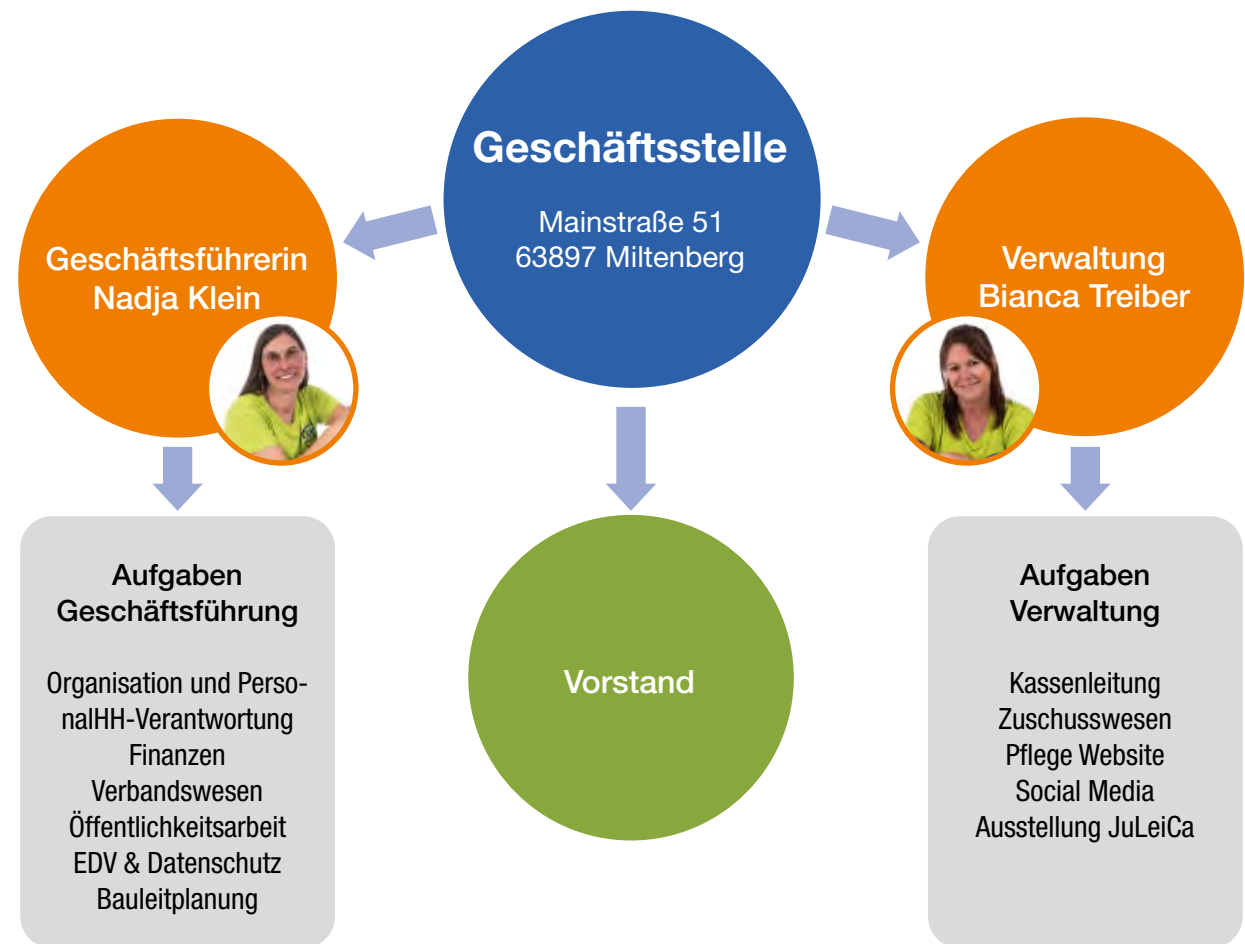 Geschäftsstelle
Mainstraße 51
63897 Miltenberg
Geschäftsführerin
Nadja Klein
Verwaltung
Bianca Treiber
Aufgaben
Geschäftsführung
Organisation und Perso-
nalHH-Verantwortung
Finanzen
Verbandswesen
Öffentlichkeitsarbeit
EDV & Datenschutz
Bauleitplanung
Vorstand
Aufgaben
Verwaltung
Kassenleitung
Zuschusswesen
Pflege Website
Social Media
Ausstellung JuLeiCa